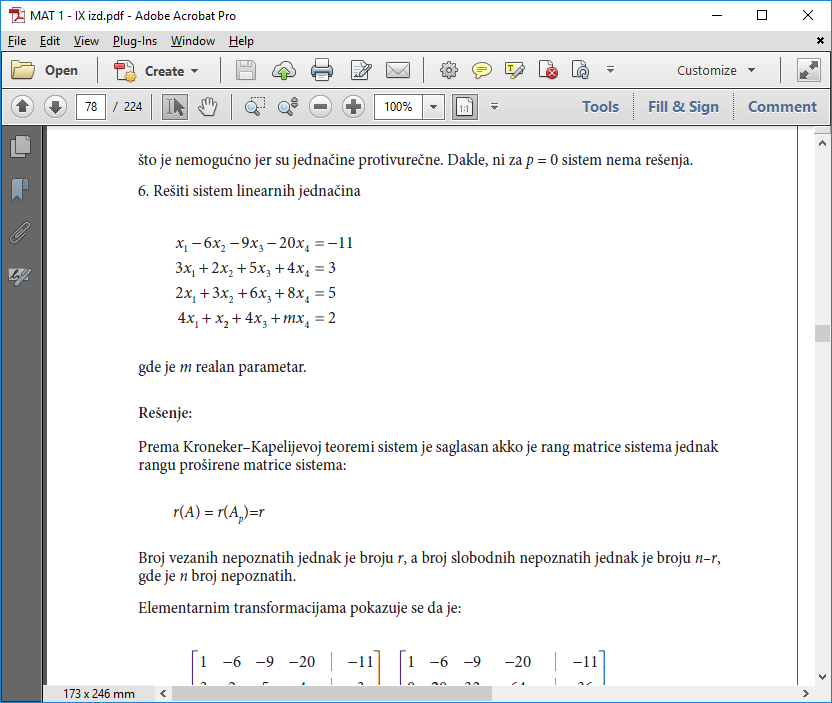 MAT 1 - IX izd.pdf - Adobe Acrobat Pro
File Edit View Plug-Ins Window Help
Open Create Customize
78 / 224 100% Tools Fill & Sign Comment
što je nemogućno jer su jednačine protivurečne. Dakle, ni za p = 0 sistem nema rešenja.
6. Rešiti sistem linearnih jednačina
x₁ − 6x₂ − 9x₃ − 20x₄ = −11
3x₁ + 2x₂ + 5x₃ + 4x₄ = 3
2x₁ + 3x₂ + 6x₃ + 8x₄ = 5
4x₁ + x₂ + 4x₃ + mx₄ = 2
gde je m realan parametar.
Rešenje:
Prema Kroneker–Kapelijevoj teoremi sistem je saglasan akko je rang matrice sistema jednak
rangu proširene matrice sistema:
r(A) = r(Aₚ)=r
Broj vezanih nepoznatih jednak je broju r, a broj slobodnih nepoznatih jednak je broju n–r,
gde je n broj nepoznatih.
Elementarnim transformacijama pokazuje se da je:
1 −6 −9 −20 | −11 1 −6 −9 −20 | −11
173 x 246 mm